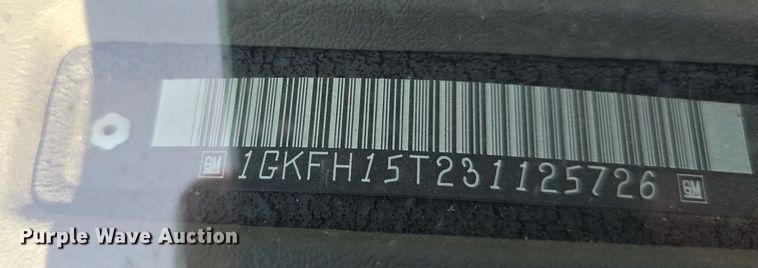 GM 1GKFH15T231125726 GM
Purple Wave Auction